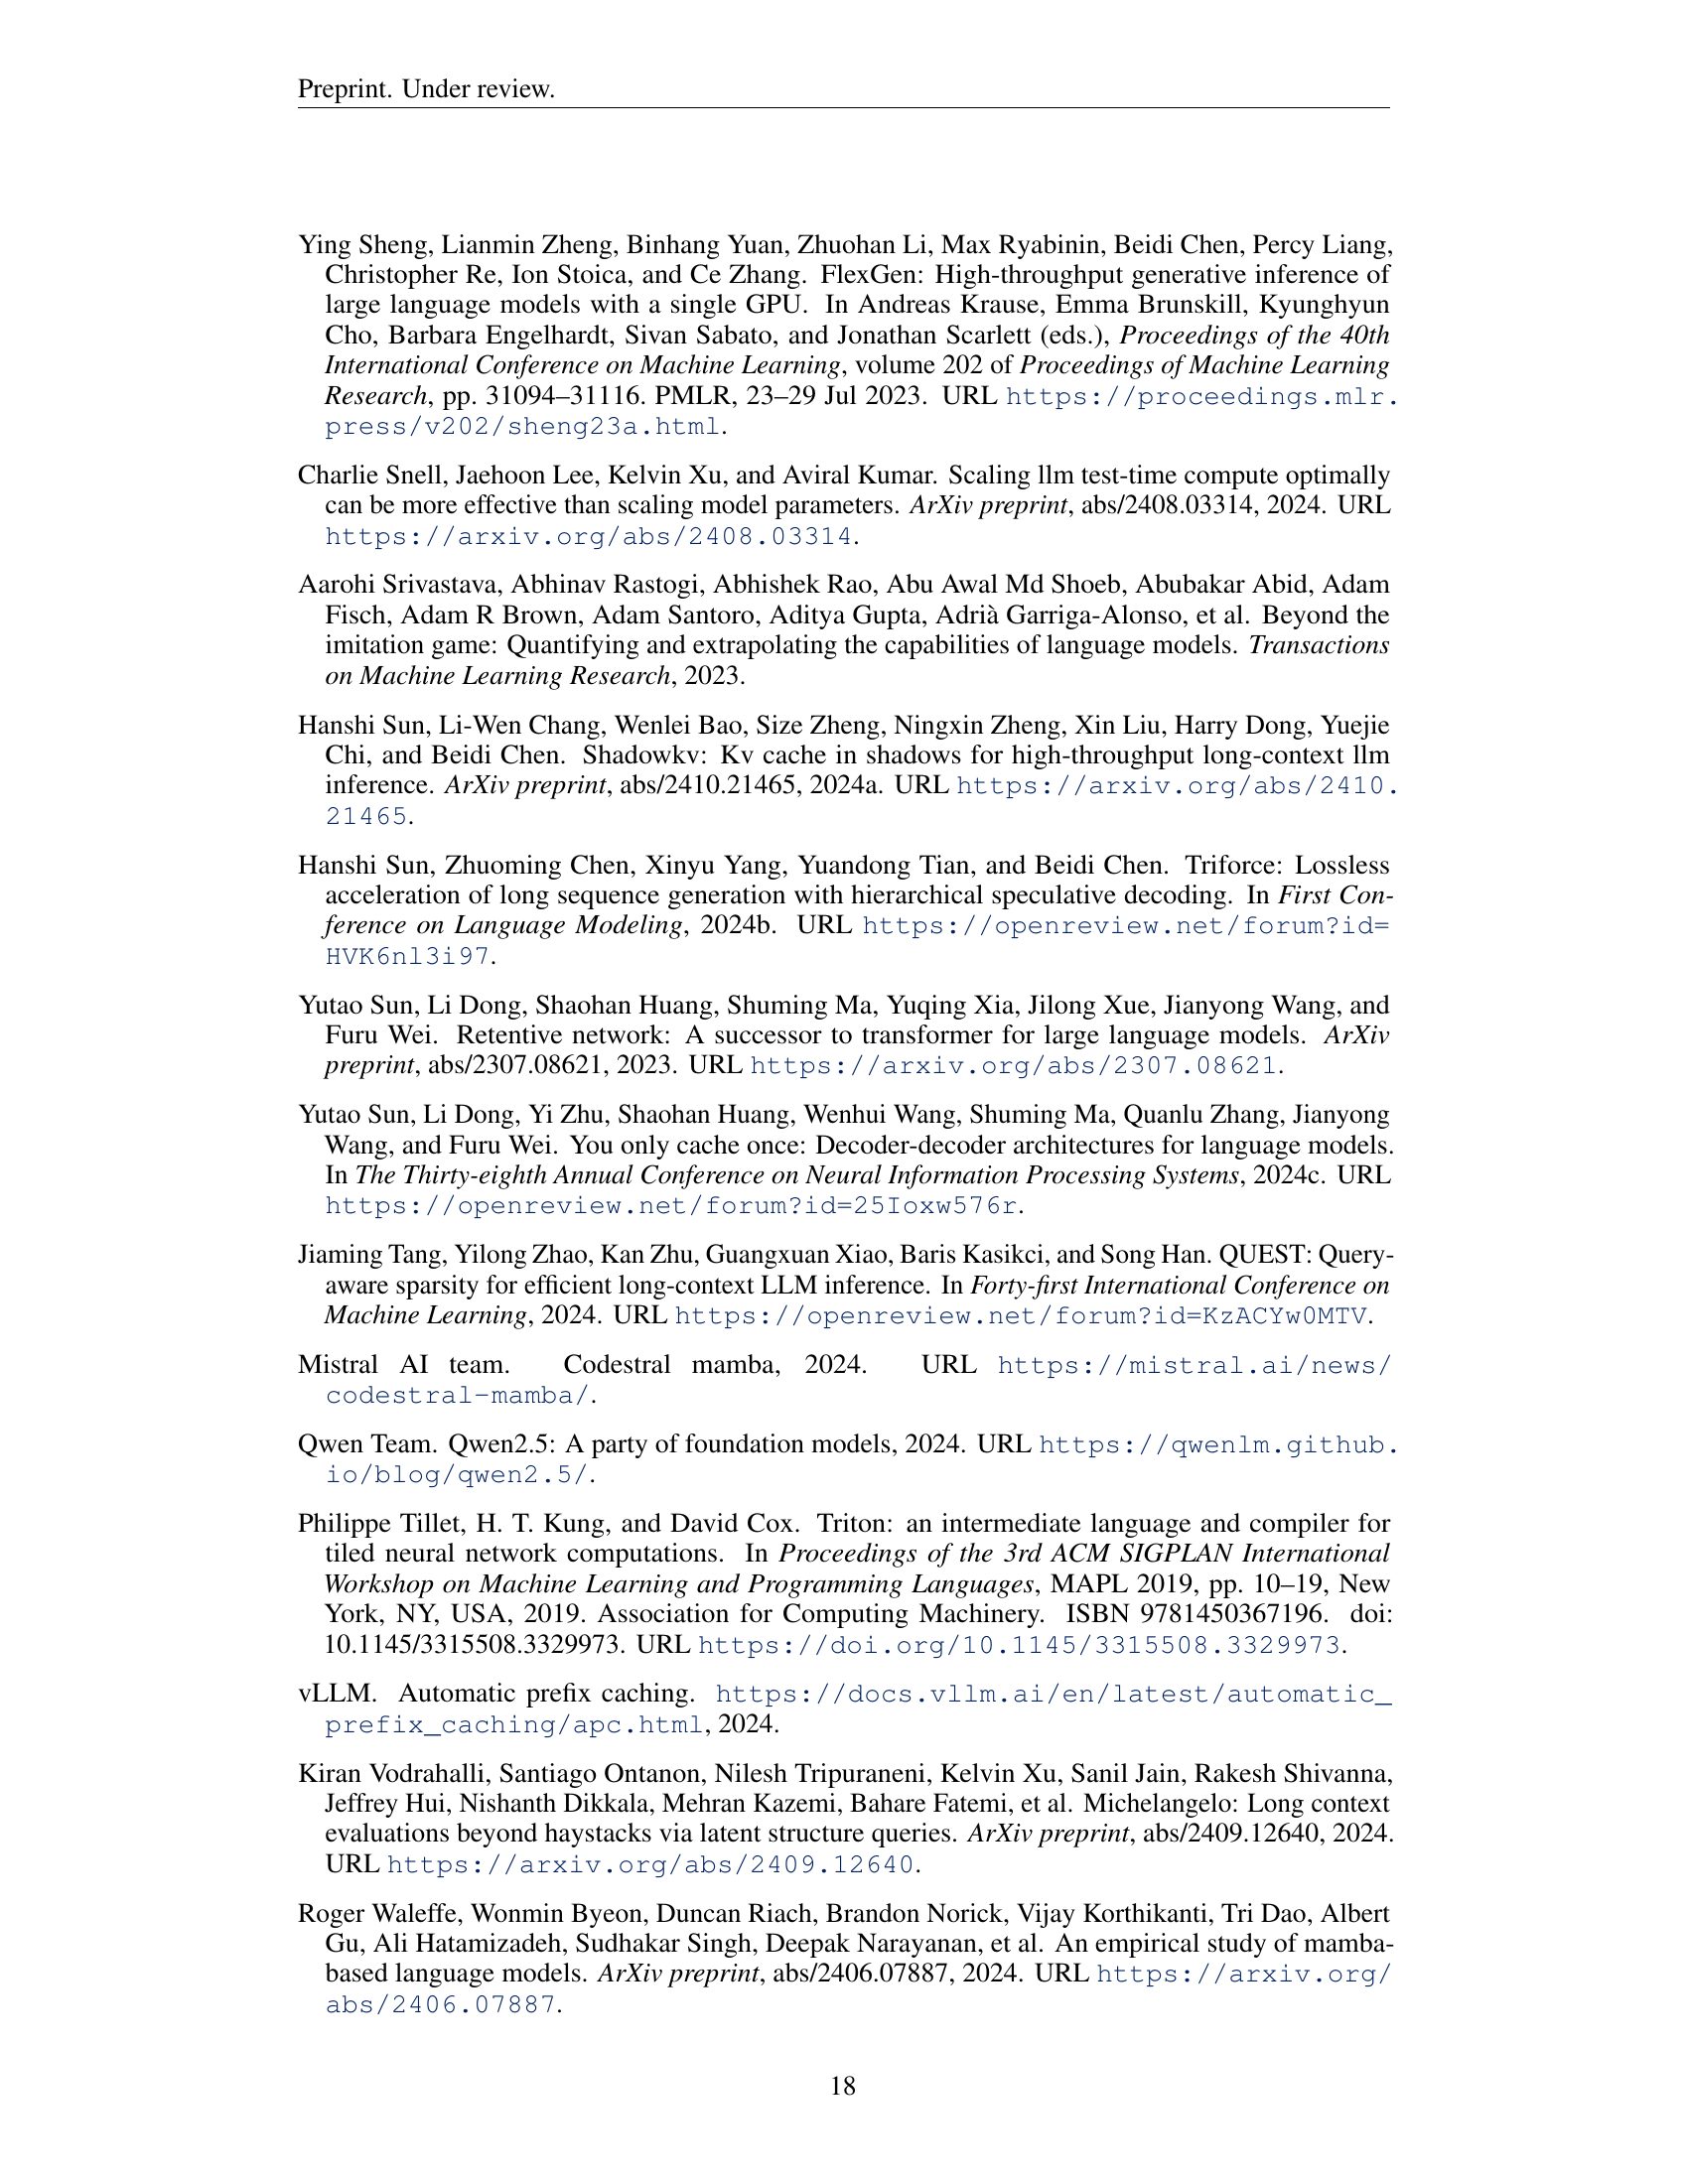 Preprint. Under review.
Ying Sheng, Lianmin Zheng, Binhang Yuan, Zhuohan Li, Max Ryabinin, Beidi Chen, Percy Liang,
Christopher Re, Ion Stoica, and Ce Zhang. FlexGen: High-throughput generative inference of
large language models with a single GPU. In Andreas Krause, Emma Brunskill, Kyunghyun
Cho, Barbara Engelhardt, Sivan Sabato, and Jonathan Scarlett (eds.), Proceedings of the 40th
International Conference on Machine Learning, volume 202 of Proceedings of Machine Learning
Research, pp. 31094–31116. PMLR, 23–29 Jul 2023. URL https://proceedings.mlr.
press/v202/sheng23a.html.
Charlie Snell, Jaehoon Lee, Kelvin Xu, and Aviral Kumar. Scaling llm test-time compute optimally
can be more effective than scaling model parameters. ArXiv preprint, abs/2408.03314, 2024. URL
https://arxiv.org/abs/2408.03314.
Aarohi Srivastava, Abhinav Rastogi, Abhishek Rao, Abu Awal Md Shoeb, Abubakar Abid, Adam
Fisch, Adam R Brown, Adam Santoro, Aditya Gupta, Adrià Garriga-Alonso, et al. Beyond the
imitation game: Quantifying and extrapolating the capabilities of language models. Transactions
on Machine Learning Research, 2023.
Hanshi Sun, Li-Wen Chang, Wenlei Bao, Size Zheng, Ningxin Zheng, Xin Liu, Harry Dong, Yuejie
Chi, and Beidi Chen. Shadowkv: Kv cache in shadows for high-throughput long-context llm
inference. ArXiv preprint, abs/2410.21465, 2024a. URL https://arxiv.org/abs/2410.
21465.
Hanshi Sun, Zhuoming Chen, Xinyu Yang, Yuandong Tian, and Beidi Chen. Triforce: Lossless
acceleration of long sequence generation with hierarchical speculative decoding. In First Con-
ference on Language Modeling, 2024b. URL https://openreview.net/forum?id=
HVK6nl3i97.
Yutao Sun, Li Dong, Shaohan Huang, Shuming Ma, Yuqing Xia, Jilong Xue, Jianyong Wang, and
Furu Wei. Retentive network: A successor to transformer for large language models. ArXiv
preprint, abs/2307.08621, 2023. URL https://arxiv.org/abs/2307.08621.
Yutao Sun, Li Dong, Yi Zhu, Shaohan Huang, Wenhui Wang, Shuming Ma, Quanlu Zhang, Jianyong
Wang, and Furu Wei. You only cache once: Decoder-decoder architectures for language models.
In The Thirty-eighth Annual Conference on Neural Information Processing Systems, 2024c. URL
https://openreview.net/forum?id=25Ioxw576r.
Jiaming Tang, Yilong Zhao, Kan Zhu, Guangxuan Xiao, Baris Kasikci, and Song Han. QUEST: Query-
aware sparsity for efficient long-context LLM inference. In Forty-first International Conference on
Machine Learning, 2024. URL https://openreview.net/forum?id=KzACYw0MTV.
Mistral AI team. Codestral mamba, 2024. URL https://mistral.ai/news/
codestral-mamba/.
Qwen Team. Qwen2.5: A party of foundation models, 2024. URL https://qwenlm.github.
io/blog/qwen2.5/.
Philippe Tillet, H. T. Kung, and David Cox. Triton: an intermediate language and compiler for
tiled neural network computations. In Proceedings of the 3rd ACM SIGPLAN International
Workshop on Machine Learning and Programming Languages, MAPL 2019, pp. 10–19, New
York, NY, USA, 2019. Association for Computing Machinery. ISBN 9781450367196. doi:
10.1145/3315508.3329973. URL https://doi.org/10.1145/3315508.3329973.
vLLM. Automatic prefix caching. https://docs.vllm.ai/en/latest/automatic_
prefix_caching/apc.html, 2024.
Kiran Vodrahalli, Santiago Ontanon, Nilesh Tripuraneni, Kelvin Xu, Sanil Jain, Rakesh Shivanna,
Jeffrey Hui, Nishanth Dikkala, Mehran Kazemi, Bahare Fatemi, et al. Michelangelo: Long context
evaluations beyond haystacks via latent structure queries. ArXiv preprint, abs/2409.12640, 2024.
URL https://arxiv.org/abs/2409.12640.
Roger Waleffe, Wonmin Byeon, Duncan Riach, Brandon Norick, Vijay Korthikanti, Tri Dao, Albert
Gu, Ali Hatamizadeh, Sudhakar Singh, Deepak Narayanan, et al. An empirical study of mamba-
based language models. ArXiv preprint, abs/2406.07887, 2024. URL https://arxiv.org/
abs/2406.07887.
18